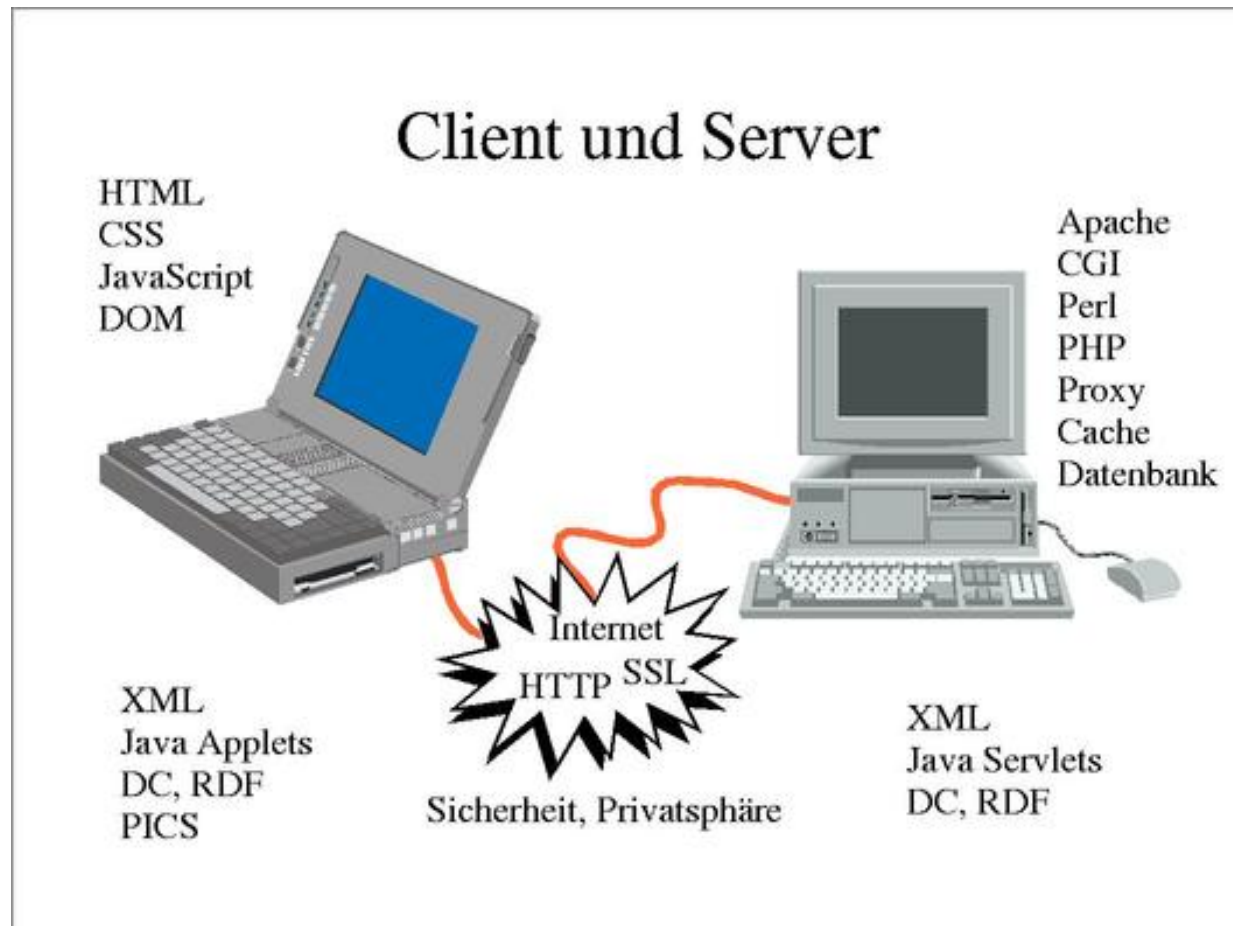 Client und Server
HTML
CSS
JavaScript
DOM
Apache
CGI
Perl
PHP
Proxy
Cache
Datenbank
Internet
HTTP SSL
XML
Java Applets
DC, RDF
PICS
Sicherheit, Privatsphäre
XML
Java Servlets
DC, RDF